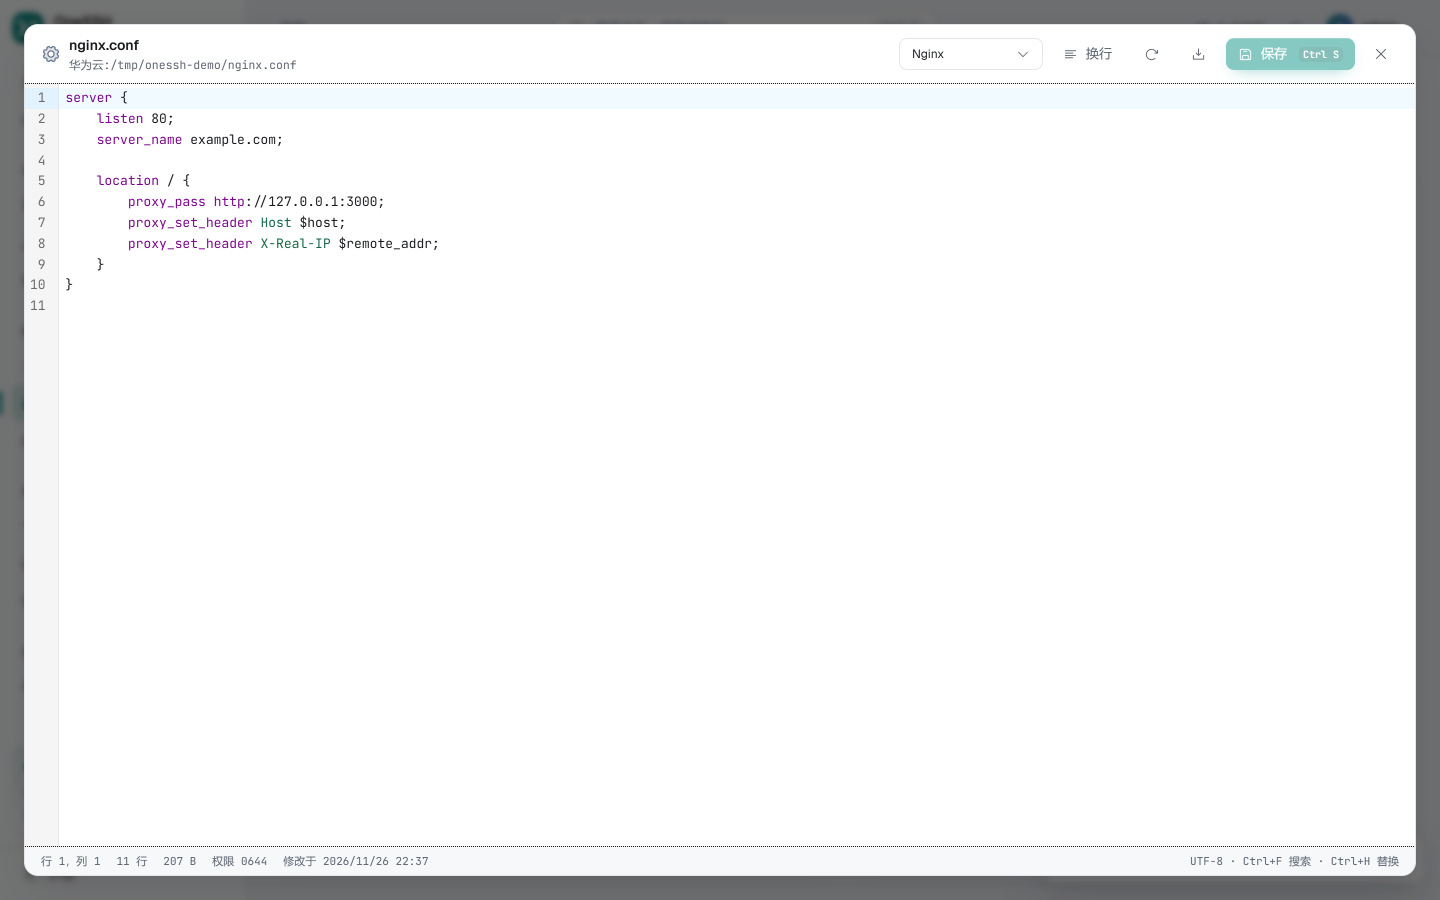 nginx.conf
华为云:/tmp/onessh-demo/nginx.conf
Nginx
换行
保存 Ctrl S
1 server {
2     listen 80;
3     server_name example.com;
4
5     location / {
6         proxy_pass http://127.0.0.1:3000;
7         proxy_set_header Host $host;
8         proxy_set_header X-Real-IP $remote_addr;
9     }
10 }
11
行 1, 列 1 11 行 207 B 权限 0644 修改于 2026/11/26 22:37
UTF-8 · Ctrl+F 搜索 · Ctrl+H 替换